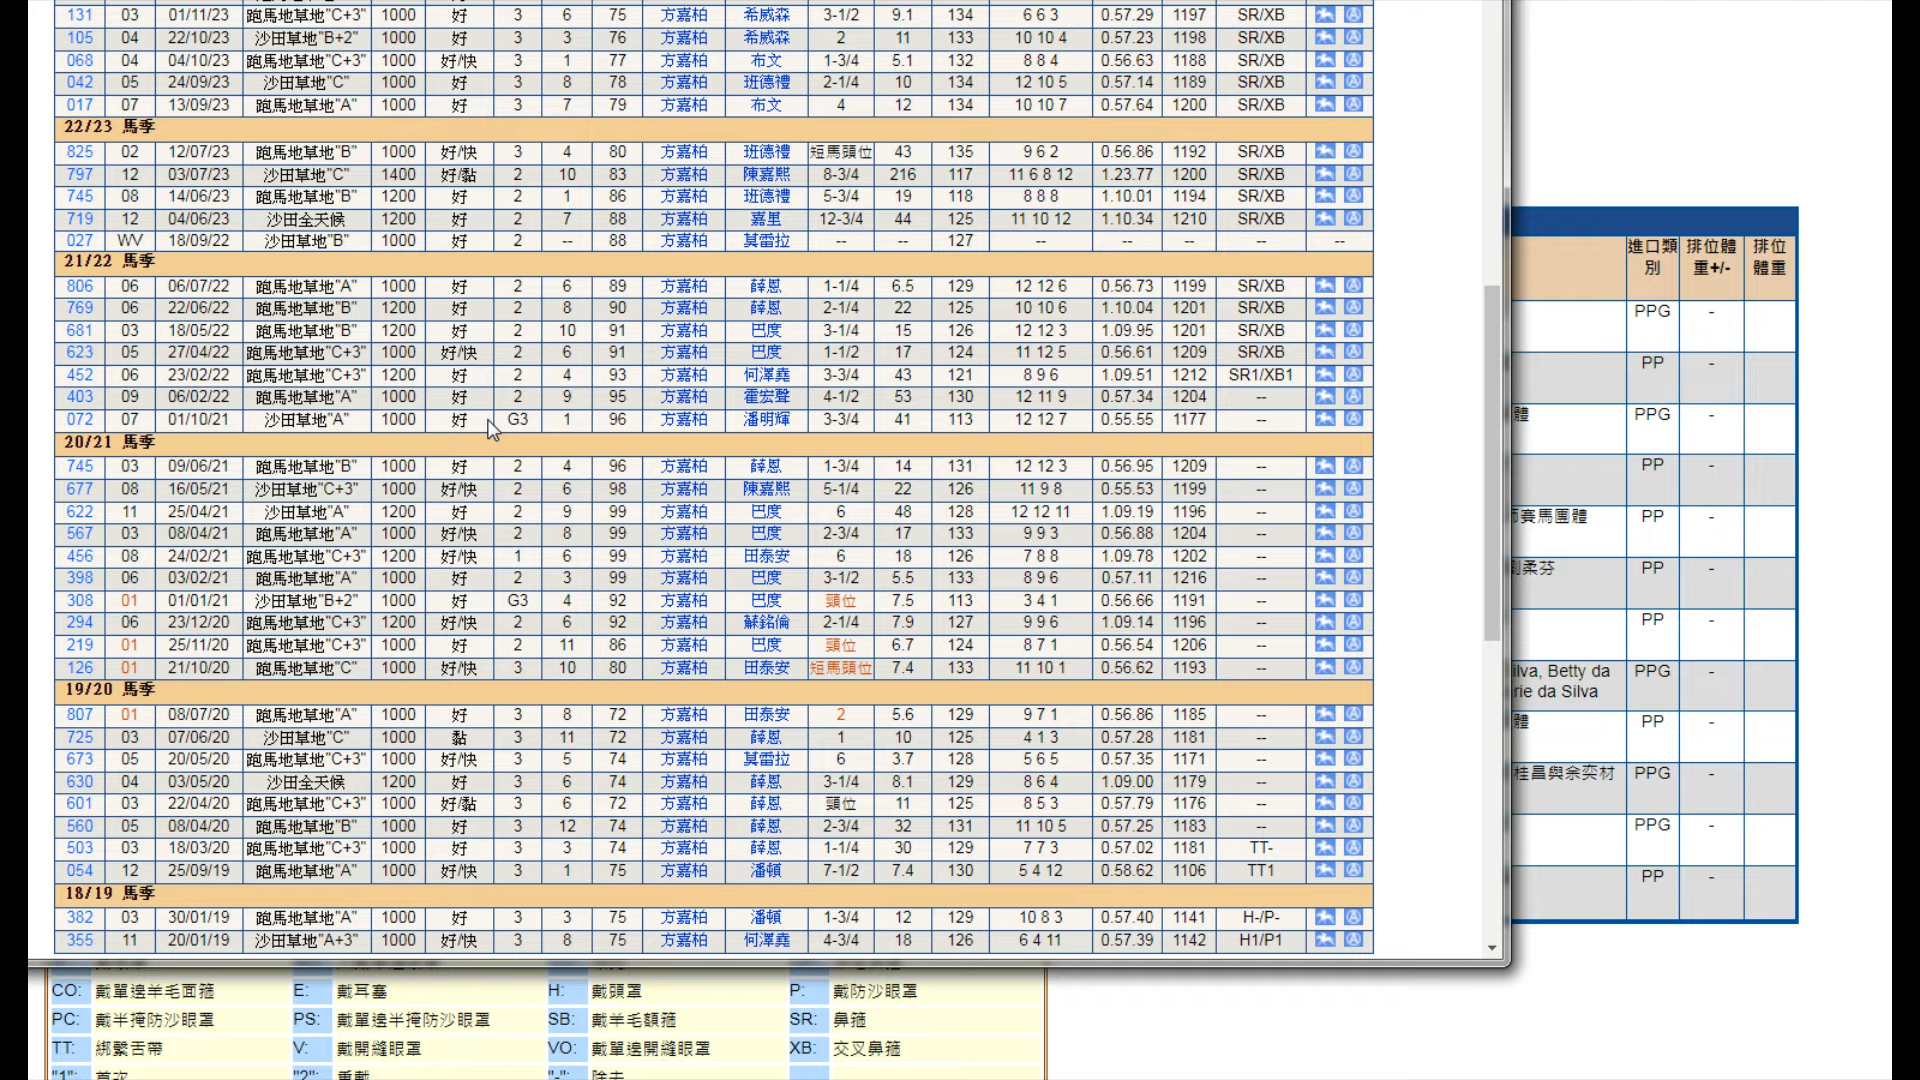 131 03 01/11/23 跑馬地草地"C+3" 1000 好 3 6 75 方嘉柏 希威森 3-1/2 9.1 134 6 6 3 0.57.29 1197 SR/XB
105 04 22/10/23 沙田草地"B+2" 1000 好 3 3 76 方嘉柏 希威森 2 11 133 10 10 4 0.57.23 1198 SR/XB
068 04 04/10/23 跑馬地草地"C+3" 1000 好/快 3 1 77 方嘉柏 布文 1-3/4 5.1 132 8 8 4 0.56.63 1188 SR/XB
042 05 24/09/23 沙田草地"C" 1000 好 3 8 78 方嘉柏 班德禮 2-1/4 10 134 12 10 5 0.57.14 1189 SR/XB
017 07 13/09/23 跑馬地草地"A" 1000 好 3 7 79 方嘉柏 布文 4 12 134 10 10 7 0.57.64 1200 SR/XB
22/23 馬季
825 02 12/07/23 跑馬地草地"B" 1000 好/快 3 4 80 方嘉柏 班德禮 短馬頭位 43 135 9 6 2 0.56.86 1192 SR/XB
797 12 03/07/23 沙田草地"C" 1400 好/黏 2 10 83 方嘉柏 陳嘉熙 8-3/4 216 117 11 6 8 12 1.23.77 1200 SR/XB
745 08 14/06/23 跑馬地草地"B" 1200 好 2 1 86 方嘉柏 班德禮 5-3/4 19 118 8 8 8 1.10.01 1194 SR/XB
719 12 04/06/23 沙田全天候 1200 好 2 7 88 方嘉柏 嘉里 12-3/4 44 125 11 10 12 1.10.34 1210 SR/XB
027 WV 18/09/22 沙田草地"B" 1000 好 2 -- 88 方嘉柏 莫雷拉 -- -- 127 -- -- -- -- --
21/22 馬季
806 06 06/07/22 跑馬地草地"A" 1000 好 2 6 89 方嘉柏 薛恩 1-1/4 6.5 129 12 12 6 0.56.73 1199 SR/XB
769 06 22/06/22 跑馬地草地"B" 1200 好 2 8 90 方嘉柏 薛恩 2-1/4 22 125 10 10 6 1.10.04 1201 SR/XB
681 03 18/05/22 跑馬地草地"B" 1200 好 2 10 91 方嘉柏 巴度 3-1/4 15 126 12 12 3 1.09.95 1201 SR/XB
623 05 27/04/22 跑馬地草地"C+3" 1000 好/快 2 6 91 方嘉柏 巴度 1-1/2 17 124 11 12 5 0.56.61 1209 SR/XB
452 06 23/02/22 跑馬地草地"C+3" 1200 好 2 4 93 方嘉柏 何澤堯 3-3/4 43 121 8 9 6 1.09.51 1212 SR1/XB1
403 09 06/02/22 跑馬地草地"A" 1000 好 2 9 95 方嘉柏 霍宏聲 4-1/2 53 130 12 11 9 0.57.34 1204 --
072 07 01/10/21 沙田草地"A" 1000 好 G3 1 96 方嘉柏 潘明輝 3-3/4 41 113 12 12 7 0.55.55 1177 --
20/21 馬季
745 03 09/06/21 跑馬地草地"B" 1000 好 2 4 96 方嘉柏 薛恩 1-3/4 14 131 12 12 3 0.56.95 1209 --
677 08 16/05/21 沙田草地"C+3" 1000 好/快 2 6 98 方嘉柏 陳嘉熙 5-1/4 22 126 11 9 8 0.55.53 1199 --
622 11 25/04/21 沙田草地"A" 1200 好 2 9 99 方嘉柏 巴度 6 48 128 12 12 11 1.09.19 1196 --
567 03 08/04/21 跑馬地草地"A" 1000 好/快 2 8 99 方嘉柏 巴度 2-3/4 17 133 9 9 3 0.56.88 1204 --
456 08 24/02/21 跑馬地草地"C+3" 1200 好/快 1 6 99 方嘉柏 田泰安 6 18 126 7 8 8 1.09.78 1202 --
398 06 03/02/21 跑馬地草地"A" 1000 好 2 3 99 方嘉柏 巴度 3-1/2 5.5 133 8 9 6 0.57.11 1216 --
308 01 01/01/21 沙田草地"B+2" 1000 好 G3 4 92 方嘉柏 巴度 頭位 7.5 113 3 4 1 0.56.66 1191 --
294 06 23/12/20 跑馬地草地"C+3" 1200 好/快 2 6 92 方嘉柏 蘇銘倫 2-1/4 7.9 127 9 9 6 1.09.14 1196 --
219 01 25/11/20 跑馬地草地"C+3" 1000 好 2 11 86 方嘉柏 巴度 頭位 6.7 124 8 7 1 0.56.54 1206 --
126 01 21/10/20 跑馬地草地"C" 1000 好/快 3 10 80 方嘉柏 田泰安 短馬頭位 7.4 133 11 10 1 0.56.62 1193 --
19/20 馬季
807 01 08/07/20 跑馬地草地"A" 1000 好 3 8 72 方嘉柏 田泰安 2 5.6 129 9 7 1 0.56.86 1185 --
725 03 07/06/20 沙田草地"C" 1000 黏 3 11 72 方嘉柏 薛恩 1 10 125 4 1 3 0.57.28 1181 --
673 05 20/05/20 跑馬地草地"C+3" 1000 好/快 3 5 74 方嘉柏 莫雷拉 6 3.7 128 5 6 5 0.57.35 1171 --
630 04 03/05/20 沙田全天候 1200 好 3 6 74 方嘉柏 薛恩 3-1/4 8.1 129 8 6 4 1.09.00 1179 --
601 03 22/04/20 跑馬地草地"C+3" 1000 好/黏 3 6 72 方嘉柏 薛恩 頭位 11 125 8 5 3 0.57.79 1176 --
560 05 08/04/20 跑馬地草地"B" 1000 好 3 12 74 方嘉柏 薛恩 2-3/4 32 131 11 10 5 0.57.25 1183 --
503 03 18/03/20 跑馬地草地"C+3" 1000 好 3 3 74 方嘉柏 薛恩 1-1/4 30 129 7 7 3 0.57.02 1181 TT-
054 12 25/09/19 跑馬地草地"A" 1000 好/快 3 1 75 方嘉柏 潘頓 7-1/2 7.4 130 5 4 12 0.58.62 1106 TT1
18/19 馬季
382 03 30/01/19 跑馬地草地"A" 1000 好 3 3 75 方嘉柏 潘頓 1-3/4 12 129 10 8 3 0.57.40 1141 H-/P-
355 11 20/01/19 沙田草地"A+3" 1000 好/快 3 8 75 方嘉柏 何澤堯 4-3/4 18 126 6 4 11 0.57.39 1142 H1/P1
進口類別 排位體重+/- 排位體重
PPG -
PP -
體 PPG -
PP -
賽馬團體 PP -
柔芬 PP -
PP -
ilva, Betty da
rie da Silva PPG -
體 PP -
桂昌與余奕材 PPG -
PPG -
PP -
CO: 戴單邊羊毛面箍 E: 戴耳塞 H: 戴頭罩 P: 戴防沙眼罩
PC: 戴半掩防沙眼罩 PS: 戴單邊半掩防沙眼罩 SB: 戴羊毛額箍 SR: 鼻箍
TT: 綁繫舌帶 V: 戴開縫眼罩 VO: 戴單邊開縫眼罩 XB: 交叉鼻箍
"1": 首次 "2": 重戴 "-": 除去